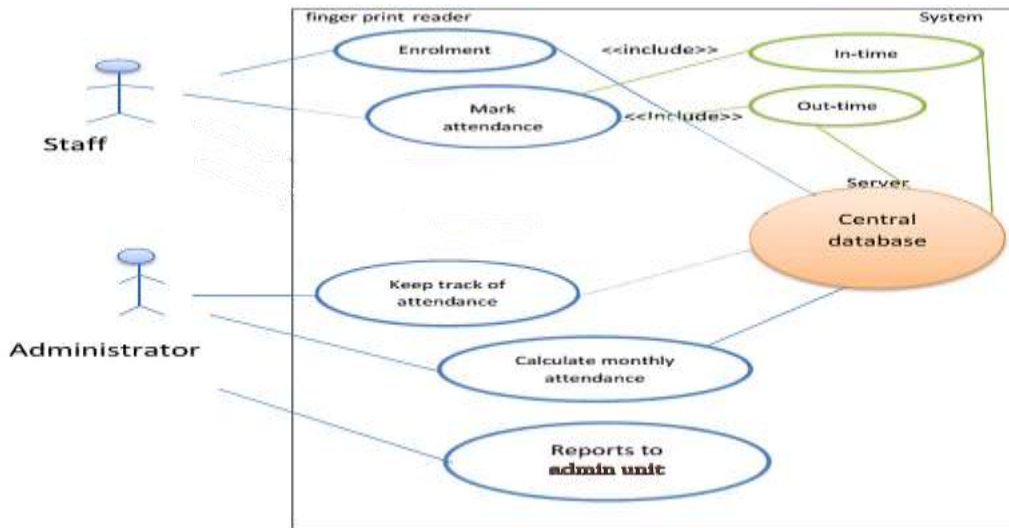 finger print reader
System
Enrolment
<<include>>
In-time
Mark
attendance
<<Include>>
Out-time
Staff
Server
Central
database
Keep track of
attendance
Administrator
Calculate monthly
attendance
Reports to
admin unit